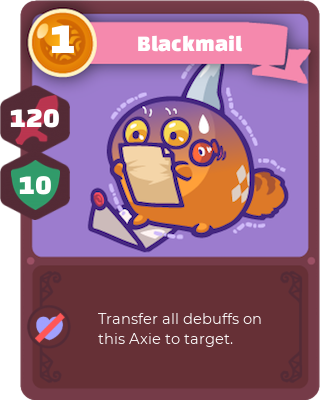 1
Blackmail
120
10
Transfer all debuffs on
this Axie to target.